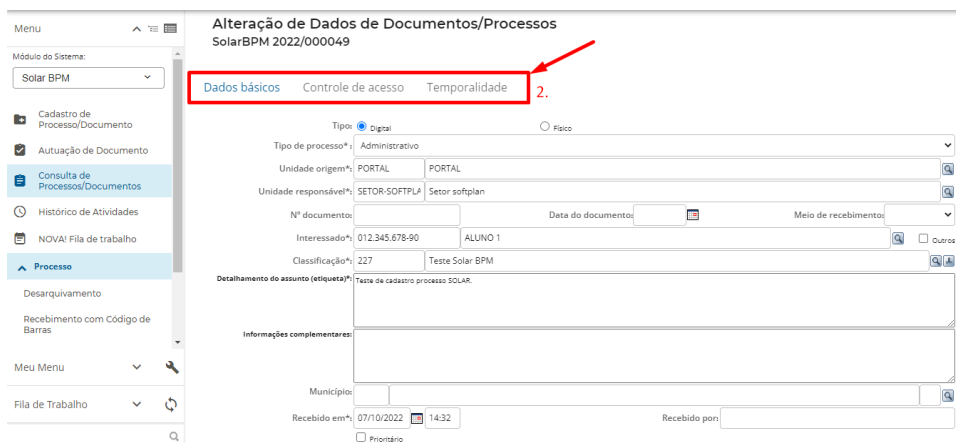 Menu
Módulo do Sistema:
Solar BPM
Cadastro de
Processo/Documento
Autuação de Documento
Consulta de
Processos/Documentos
Histórico de Atividades
NOVA! Fila de trabalho
Processo
Desarquivamento
Recebimento com Código de
Barras
Meu Menu
Fila de Trabalho
Alteração de Dados de Documentos/Processos
SolarBPM 2022/000049
Dados básicos Controle de acesso Temporalidade 2.
Tipo: Digital Físico
Tipo de processo*: Administrativo
Unidade origem*: PORTAL PORTAL
Unidade responsável*: SETOR-SOFTPLA Setor softplan
Nº documento: Data do documento: Meio de recebimento:
Interessado*: 012.345.678-90 ALUNO 1 Outros
Classificação*: 227 Teste Solar BPM
Detalhamento do assunto (etiqueta)*: Teste de cadastro processo SOLAR.
Informações complementares:
Município:
Recebido em*: 07/10/2022 14:32 Recebido por:
Prioritário